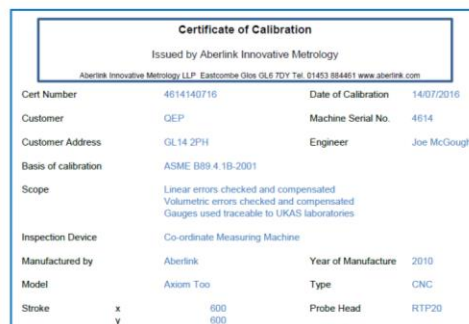 Certificate of Calibration
Issued by Aberlink Innovative Metrology
Aberlink Innovative Metrology LLP Eastcombe Glos GL6 7DY Tel. 01453 884461 www.aberlink.com
Cert Number 4614140716 Date of Calibration 14/07/2016
Customer QEP Machine Serial No. 4614
Customer Address GL14 2PH Engineer Joe McGough
Basis of calibration ASME B89.4.1B-2001
Scope Linear errors checked and compensated
Volumetric errors checked and compensated
Gauges used traceable to UKAS laboratories
Inspection Device Co-ordinate Measuring Machine
Manufactured by Aberlink Year of Manufacture 2010
Model Axiom Too Type CNC
Stroke x 600 Probe Head RTP20
y 600